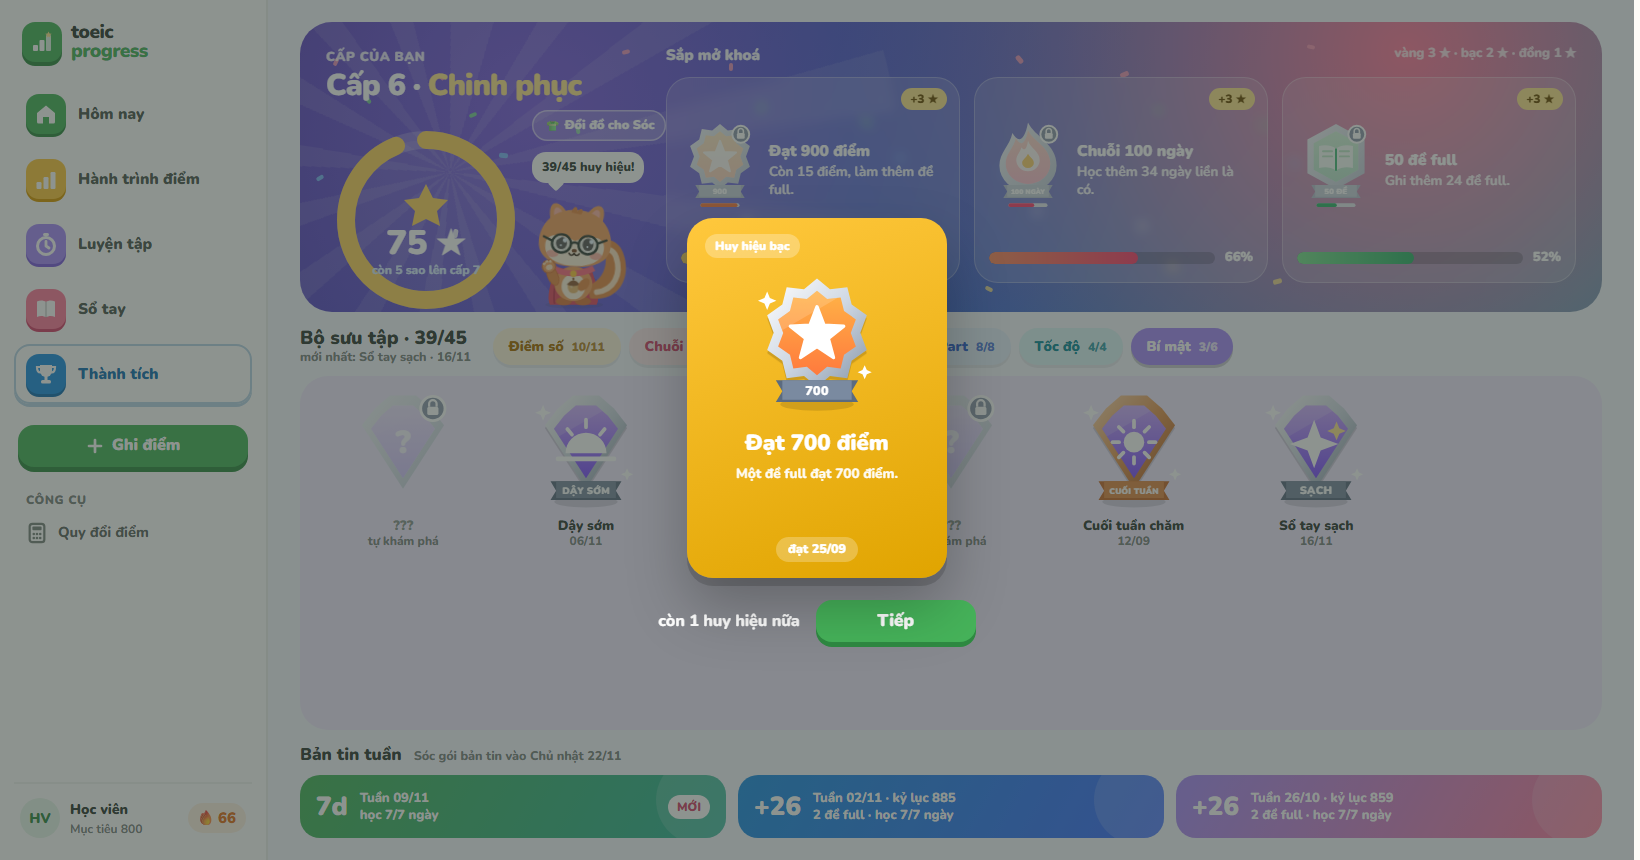 toeic
progress
Hôm nay
Hành trình điểm
Luyện tập
Sổ tay
Thành tích
Ghi điểm
CÔNG CỤ
Quy đổi điểm
HV
Học viên
Mục tiêu 800
66
CẤP CỦA BẠN
Cấp 6 · Chinh phục
Đổi đồ cho Sóc
39/45 huy hiệu!
75 ★
còn 5 sao lên cấp 7
Sắp mở khoá
vàng 3 ★ · bạc 2 ★ · đồng 1 ★
+3 ★
900
Đạt 900 điểm
Còn 15 điểm, làm thêm đề
full.
+3 ★
100 NGÀY
Chuỗi 100 ngày
Học thêm 34 ngày liền là
có.
66%
+3 ★
50 ĐỀ
50 đề full
Ghi thêm 24 đề full.
52%
Bộ sưu tập · 39/45
mới nhất: Sổ tay sạch · 16/11
Điểm số 10/11
Chuỗi
8/8
Tốc độ 4/4
Bí mật 3/6
?
???
tự khám phá
DẬY SỚM
Dậy sớm
06/11
CUỐI TUẦN
Cuối tuần chăm
12/09
SẠCH
Sổ tay sạch
16/11
Huy hiệu bạc
700
Đạt 700 điểm
Một đề full đạt 700 điểm.
đạt 25/09
còn 1 huy hiệu nữa
Tiếp
Bản tin tuần
Sóc gói bản tin vào Chủ nhật 22/11
7d
Tuần 09/11
học 7/7 ngày
MỚI
+26
Tuần 02/11 · kỷ lục 885
2 đề full · học 7/7 ngày
+26
Tuần 26/10 · kỷ lục 859
2 đề full · học 7/7 ngày